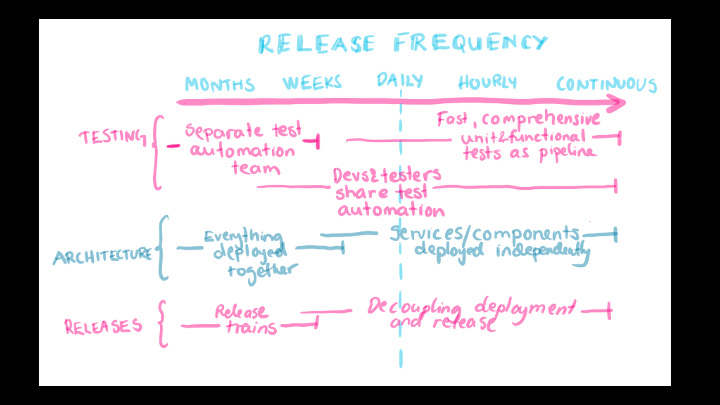 RELEASE FREQUENCY
MONTHS WEEKS DAILY HOURLY CONTINUOUS
TESTING
Separate test
automation
team
Fast, comprehensive
unit&functional
tests as pipeline
Devs&testers
share test
automation
ARCHITECTURE
Everything
deployed
together
Services/components
deployed independently
RELEASES
Release
trains
Decoupling deployment
and release